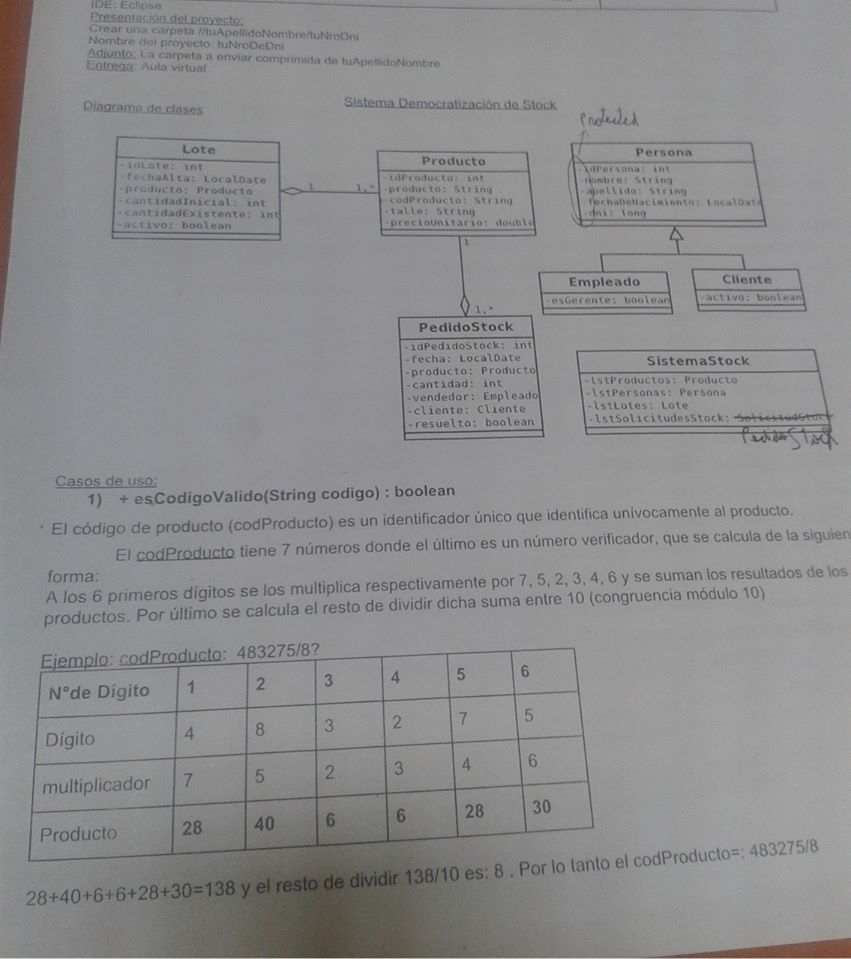 IDE: Eclipse
Presentación del proyecto:
Crear una carpeta //tuApellidoNombre/tuNroDni
Nombre del proyecto: tuNroDeDni
Adjunto: La carpeta a enviar comprimida de tuApellidoNombre
Entrega: Aula virtual
Diagrama de clases
Sistema Democratización de Stock
Protected
Lote
-idLote: int
-fechaAlta: LocalDate
-producto: Producto
-cantidadInicial: int
-cantidadExistente: int
-activo: boolean
1
1,*
Producto
-idProducto: int
-producto: String
-codProducto: String
-talle: String
-precioUnitario: double
Persona
-idPersona: int
-nombre: String
-apellido: String
-fechaDeNacimiento: LocalDate
-dni: long
1
1,*
Empleado
-esGerente: boolean
Cliente
-activo: boolean
PedidoStock
-idPedidoStock: int
-fecha: LocalDate
-producto: Producto
-cantidad: int
-vendedor: Empleado
-cliente: Cliente
-resuelto: boolean
SistemaStock
-lstProductos: Producto
-lstPersonas: Persona
-lstLotes: Lote
-lstSolicitudesStock: SolicitudStock
PedidoStock
Casos de uso:
1) + esCodigoValido(String codigo) : boolean
El código de producto (codProducto) es un identificador único que identifica unívocamente al producto.
El codProducto tiene 7 números donde el último es un número verificador, que se calcula de la siguien
forma:
A los 6 primeros dígitos se los multiplica respectivamente por 7, 5, 2, 3, 4, 6 y se suman los resultados de los
productos. Por último se calcula el resto de dividir dicha suma entre 10 (congruencia módulo 10)
Ejemplo: codProducto: 483275/8?
N°de Dígito 1 2 3 4 5 6
Dígito 4 8 3 2 7 5
multiplicador 7 5 2 3 4 6
Producto 28 40 6 6 28 30
28+40+6+6+28+30=138 y el resto de dividir 138/10 es: 8 . Por lo tanto el codProducto=: 483275/8